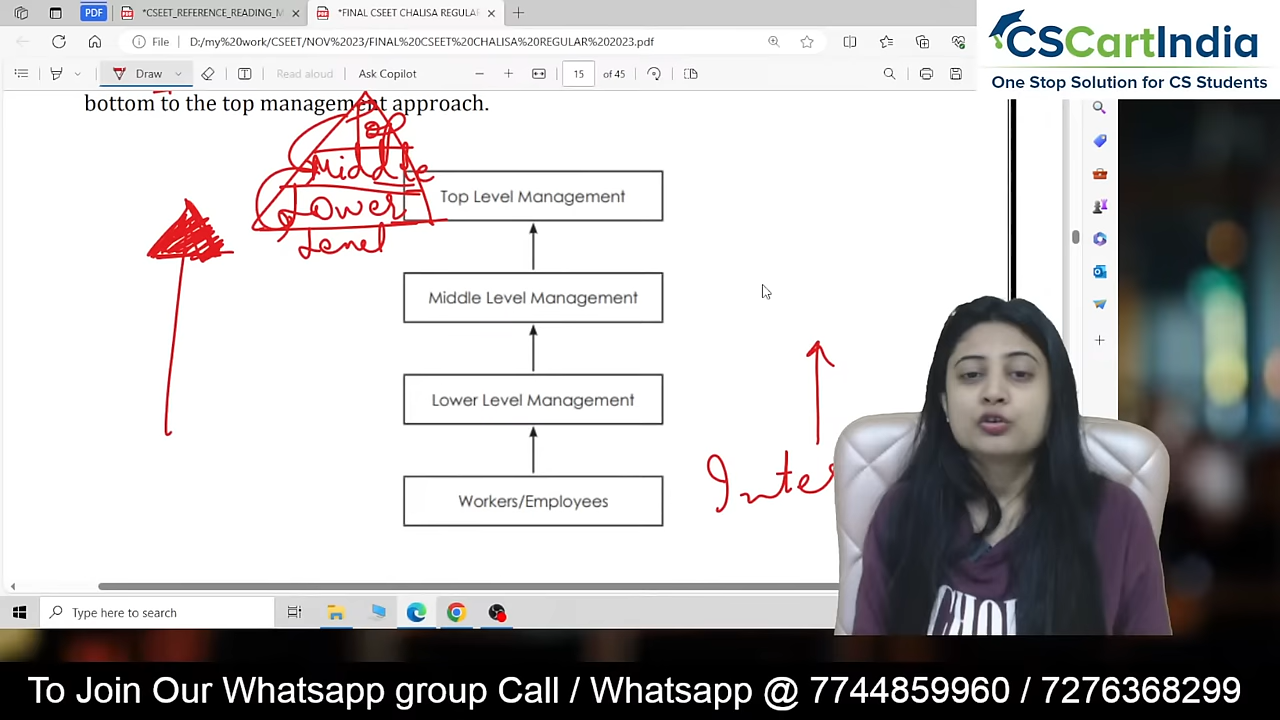 *CSEET_REFERENCE_READING_M
*FINAL CSEET CHALISA REGULAR
File
D:/my%20work/CSEET/NOV%2023/FINAL%20CSEET%20CHALISA%20REGULAR%202023.pdf
CSCartIndia
One Stop Solution for CS Students
Draw
Read aloud
Ask Copilot
15 of 45
bottom to the top management approach.
Top
Middle
Lower
Level
Top Level Management
Middle Level Management
Lower Level Management
Inter
Workers/Employees
CHOL
Type here to search
To Join Our Whatsapp group Call / Whatsapp @ 7744859960 / 7276368299